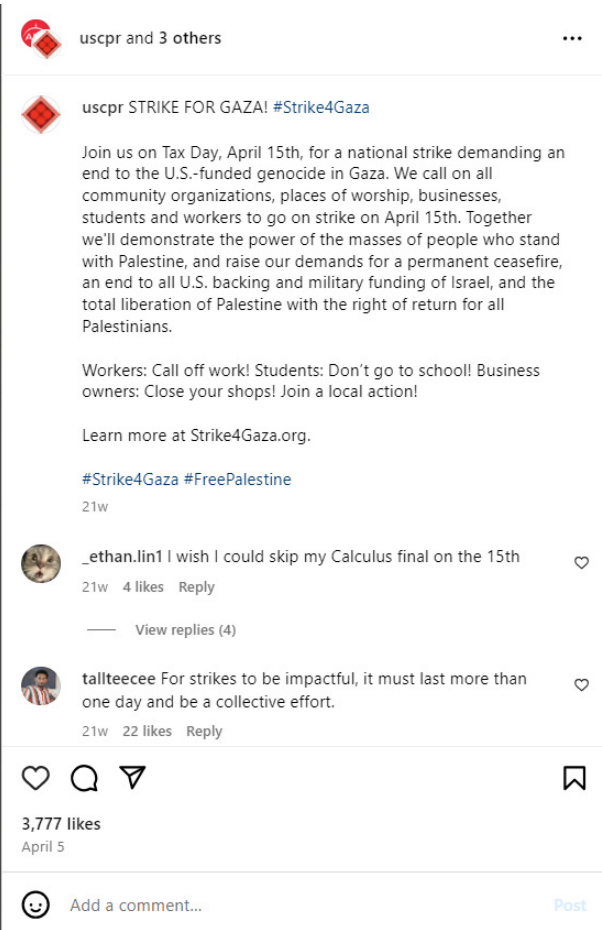 uscpr and 3 others
uscpr STRIKE FOR GAZA! #Strike4Gaza
Join us on Tax Day, April 15th, for a national strike demanding an
end to the U.S.-funded genocide in Gaza. We call on all
community organizations, places of worship, businesses,
students and workers to go on strike on April 15th. Together
we'll demonstrate the power of the masses of people who stand
with Palestine, and raise our demands for a permanent ceasefire,
an end to all U.S. backing and military funding of Israel, and the
total liberation of Palestine with the right of return for all
Palestinians.
Workers: Call off work! Students: Don't go to school! Business
owners: Close your shops! Join a local action!
Learn more at Strike4Gaza.org.
#Strike4Gaza #FreePalestine
21w
_ethan.lin1 I wish I could skip my Calculus final on the 15th
21w 4 likes Reply
View replies (4)
tallteecee For strikes to be impactful, it must last more than
one day and be a collective effort.
21w 22 likes Reply
3,777 likes
April 5
Add a comment...
Post